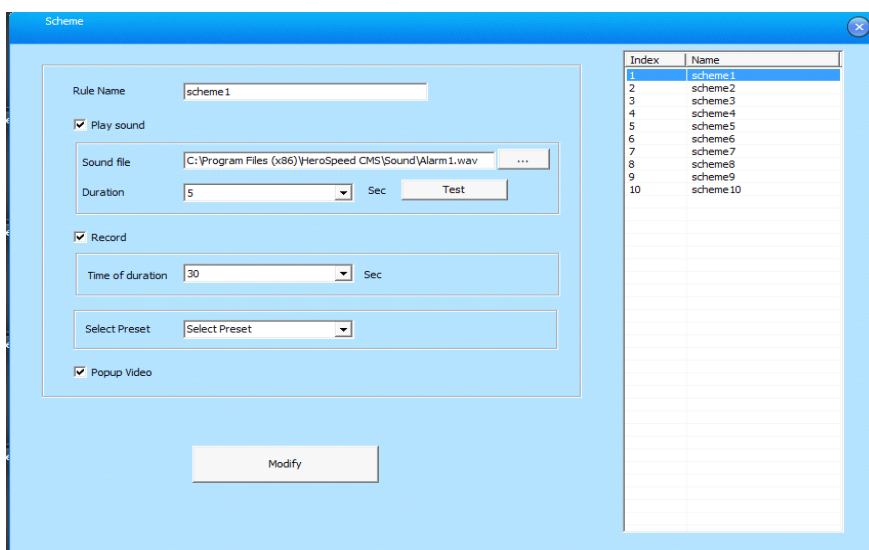 Scheme
Rule Name scheme1
Play sound
Sound file C:\Program Files (x86)\HeroSpeed CMS\Sound\Alarm1.wav ...
Duration 5 Sec Test
Record
Time of duration 30 Sec
Select Preset Select Preset
Popup Video
Modify
Index Name
1 scheme1
2 scheme2
3 scheme3
4 scheme4
5 scheme5
6 scheme6
7 scheme7
8 scheme8
9 scheme9
10 scheme10